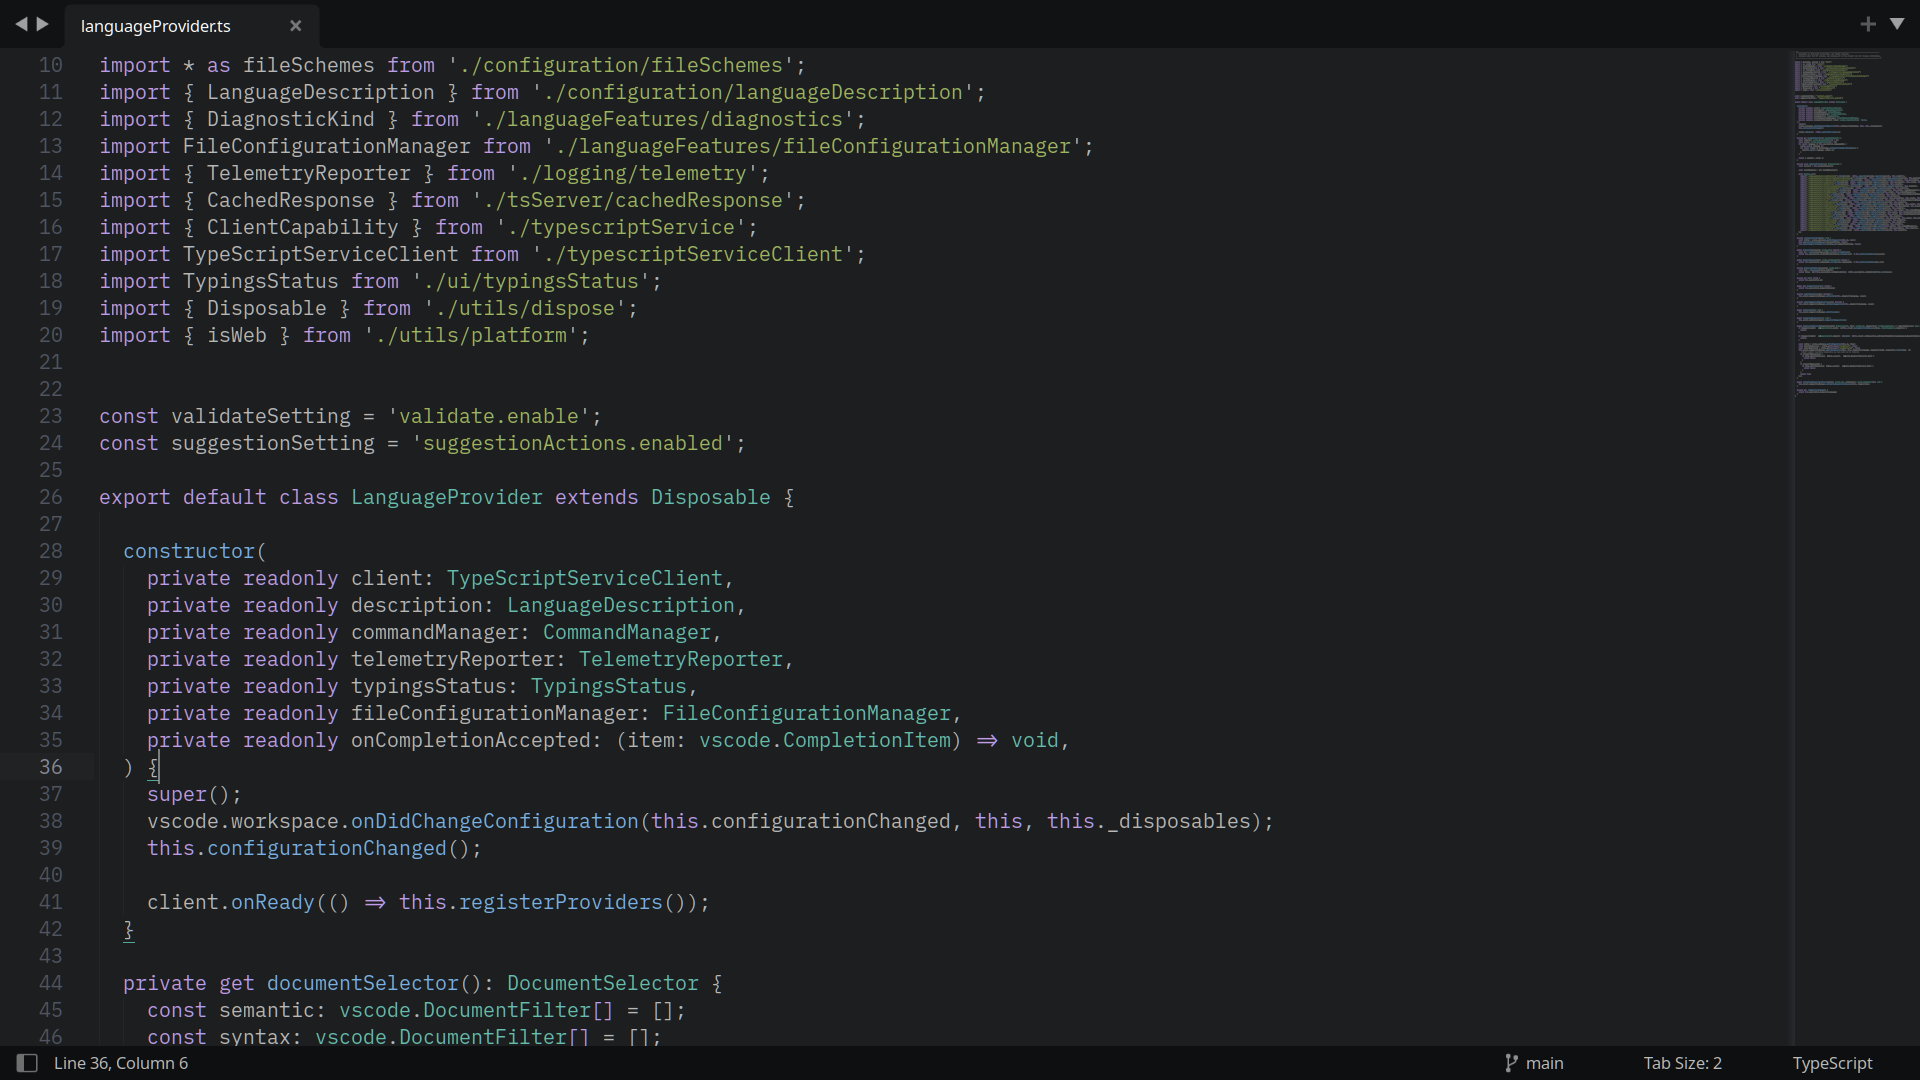 languageProvider.ts
10 import * as fileSchemes from './configuration/fileSchemes';
11 import { LanguageDescription } from './configuration/languageDescription';
12 import { DiagnosticKind } from './languageFeatures/diagnostics';
13 import FileConfigurationManager from './languageFeatures/fileConfigurationManager';
14 import { TelemetryReporter } from './logging/telemetry';
15 import { CachedResponse } from './tsServer/cachedResponse';
16 import { ClientCapability } from './typescriptService';
17 import TypeScriptServiceClient from './typescriptServiceClient';
18 import TypingsStatus from './ui/typingsStatus';
19 import { Disposable } from './utils/dispose';
20 import { isWeb } from './utils/platform';
21
22
23 const validateSetting = 'validate.enable';
24 const suggestionSetting = 'suggestionActions.enabled';
25
26 export default class LanguageProvider extends Disposable {
27
28   constructor(
29     private readonly client: TypeScriptServiceClient,
30     private readonly description: LanguageDescription,
31     private readonly commandManager: CommandManager,
32     private readonly telemetryReporter: TelemetryReporter,
33     private readonly typingsStatus: TypingsStatus,
34     private readonly fileConfigurationManager: FileConfigurationManager,
35     private readonly onCompletionAccepted: (item: vscode.CompletionItem) => void,
36   ) {
37     super();
38     vscode.workspace.onDidChangeConfiguration(this.configurationChanged, this, this._disposables);
39     this.configurationChanged();
40
41     client.onReady(() => this.registerProviders());
42   }
43
44   private get documentSelector(): DocumentSelector {
45     const semantic: vscode.DocumentFilter[] = [];
46     const syntax: vscode.DocumentFilter[] = [];
Line 36, Column 6
main
Tab Size: 2
TypeScript